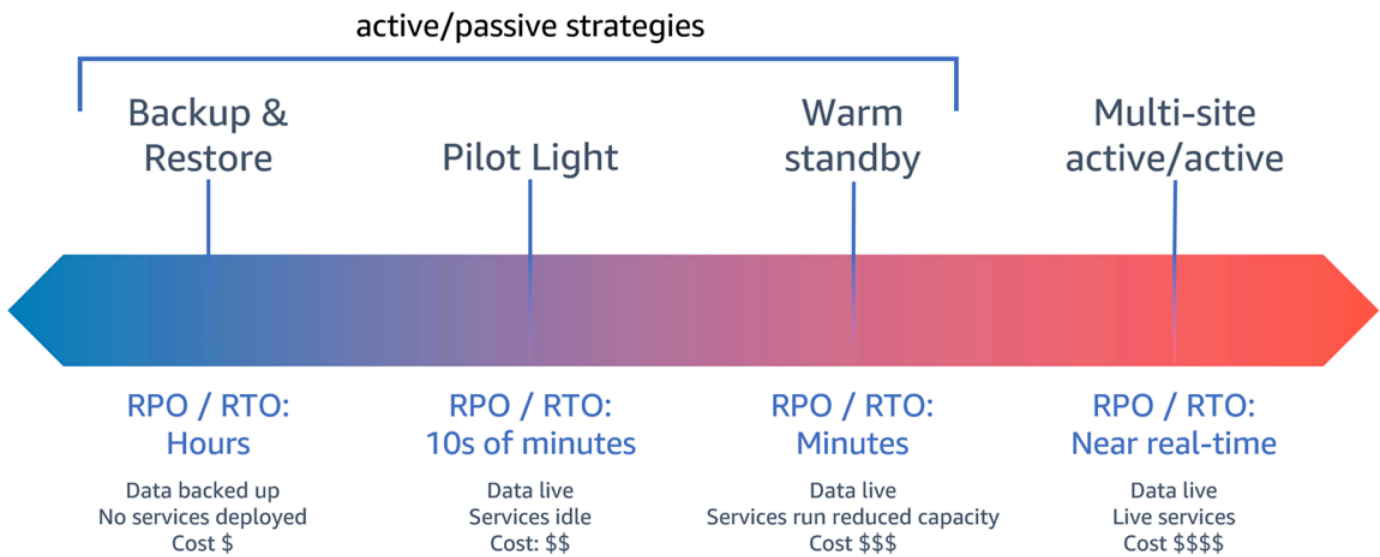 active/passive strategies
Backup &
Restore
Pilot Light
Warm
standby
Multi-site
active/active
RPO / RTO:
Hours
Data backed up
No services deployed
Cost $
RPO / RTO:
10s of minutes
Data live
Services idle
Cost: $$
RPO / RTO:
Minutes
Data live
Services run reduced capacity
Cost $$$
RPO / RTO:
Near real-time
Data live
Live services
Cost $$$$